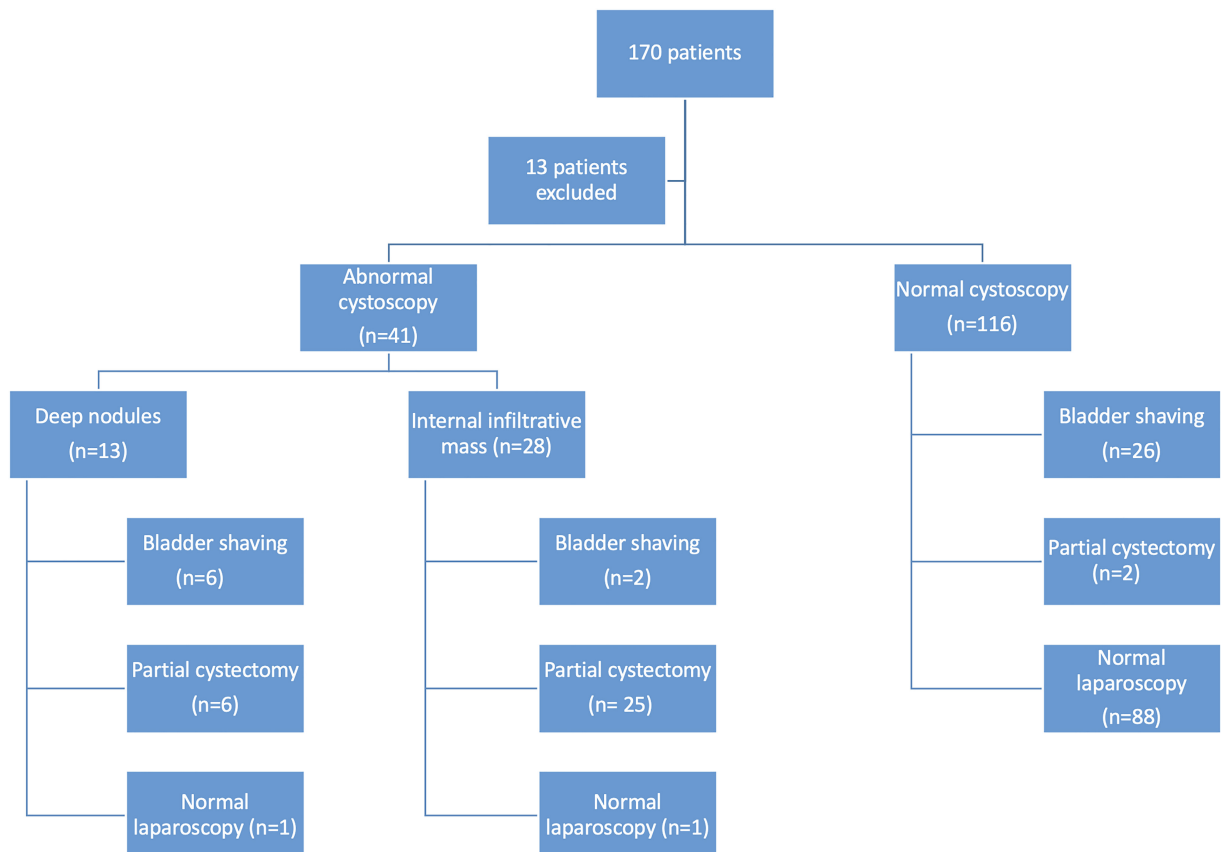 170 patients
13 patients
excluded
Abnormal
cystoscopy
(n=41)
Normal cystoscopy
(n=116)
Deep nodules
(n=13)
Internal infiltrative
mass (n=28)
Bladder shaving
(n=26)
Bladder shaving
(n=6)
Bladder shaving
(n=2)
Partial cystectomy
(n=2)
Partial cystectomy
(n=6)
Partial cystectomy
(n= 25)
Normal
laparoscopy
(n=88)
Normal
laparoscopy (n=1)
Normal
laparoscopy (n=1)